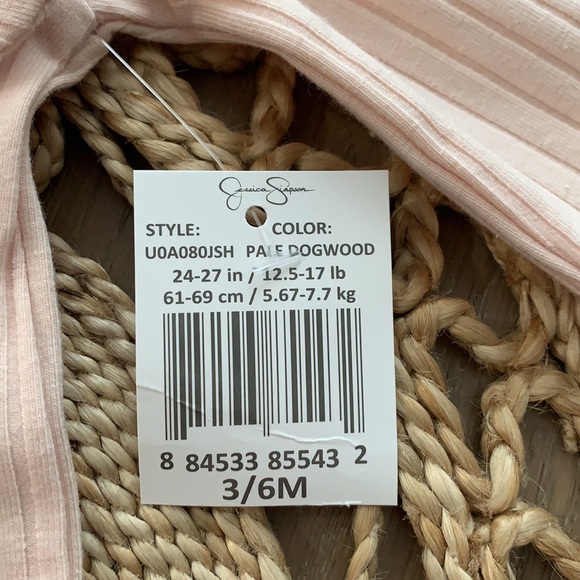 Jessica Simpson
STYLE: COLOR:
U0A080JSH PALE DOGWOOD
24-27 in / 12.5-17 lb
61-69 cm / 5.67-7.7 kg
8 84533 85543 2
3/6M